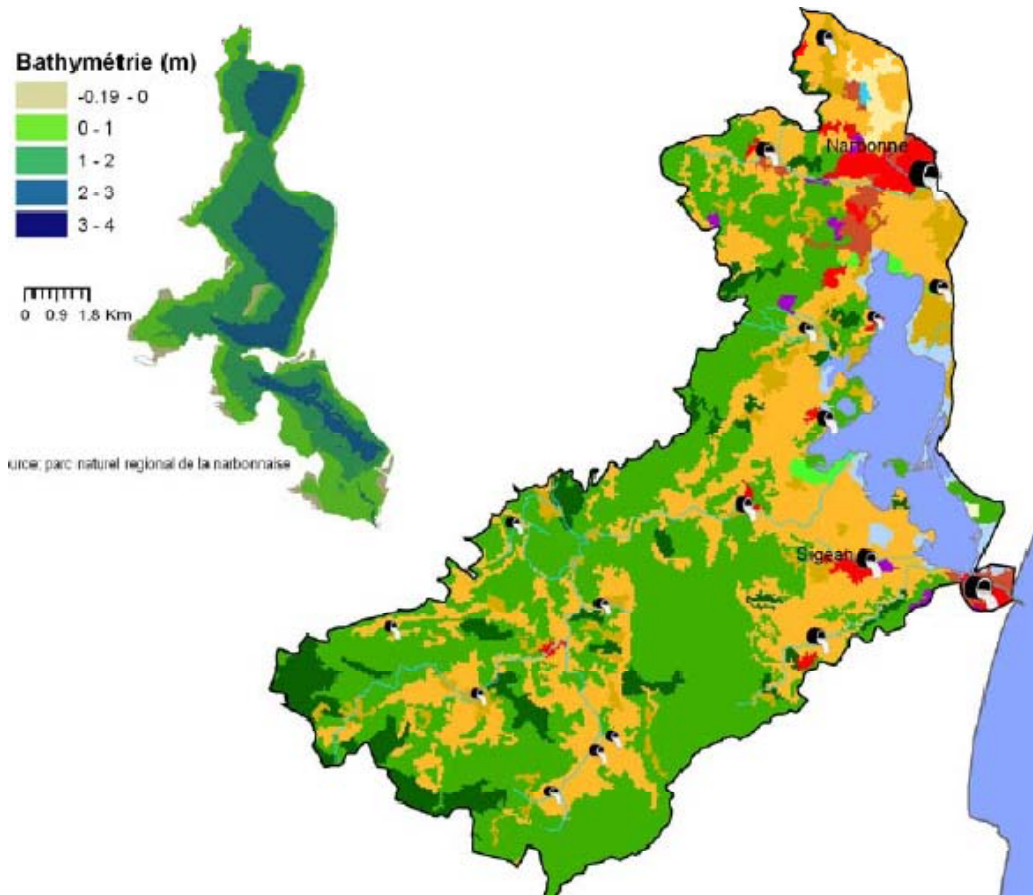 Bathymétrie (m)
-0.19 - 0
0 - 1
1 - 2
2 - 3
3 - 4
0 0.9 1.8 Km
urce: parc naturel regional de la narbonnaise
Narbonne
Sigean